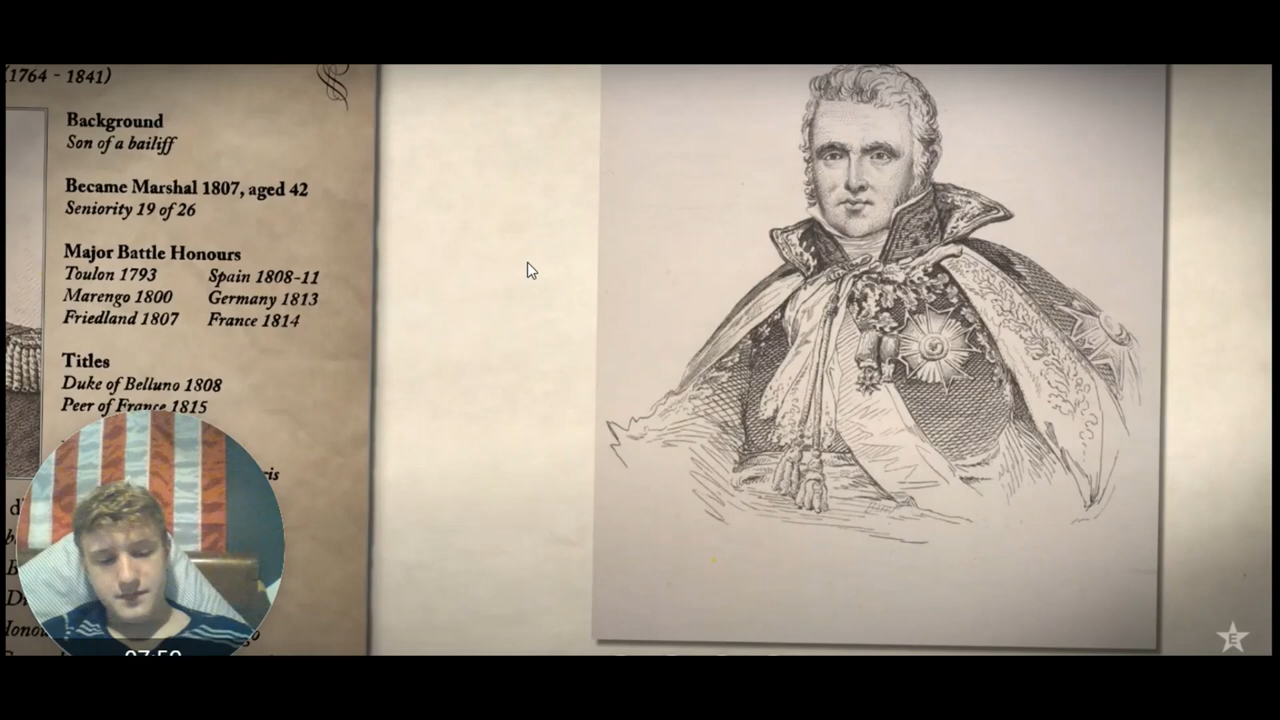 (1764 - 1841)
Background
Son of a bailiff
Became Marshal 1807, aged 42
Seniority 19 of 26
Major Battle Honours
Toulon 1793 Spain 1808-11
Marengo 1800 Germany 1813
Friedland 1807 France 1814
Titles
Duke of Belluno 1808
Peer of France 1815
E